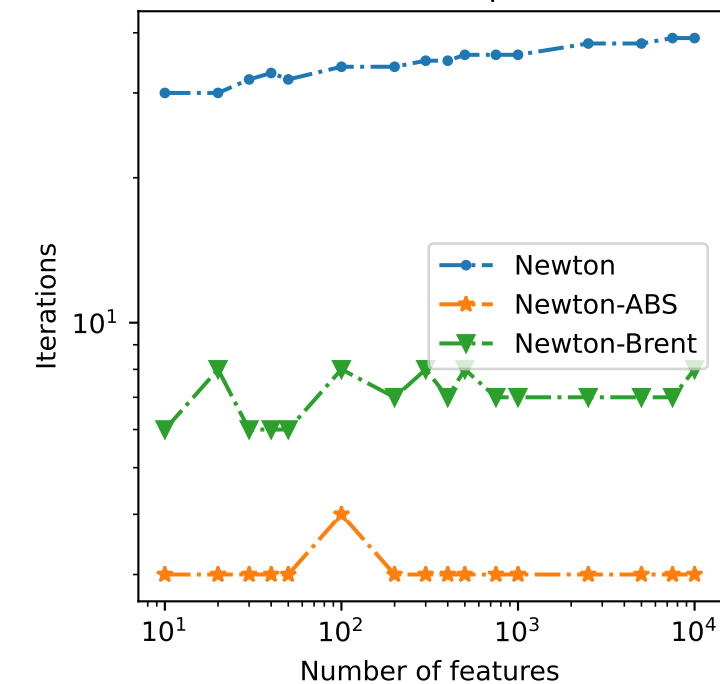 Iterations
10¹
Newton
Newton-ABS
Newton-Brent
10¹ 10² 10³ 10⁴
Number of features